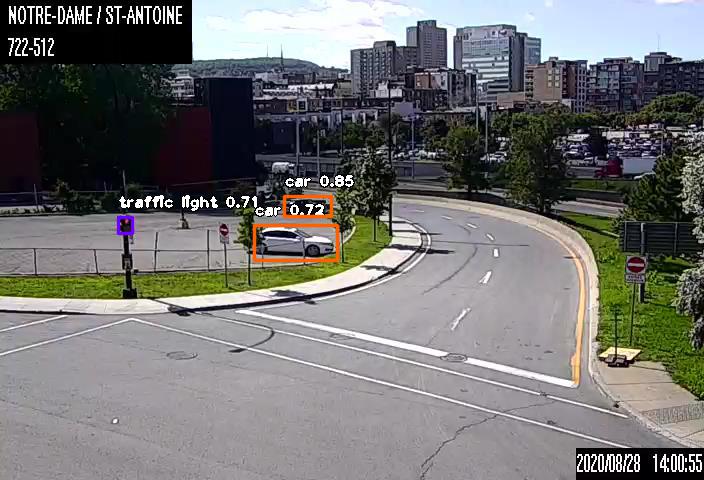 NOTRE-DAME / ST-ANTOINE
722-512
car 0.85
traffic light 0.71
car 0.72
2020/08/28 14:00:55